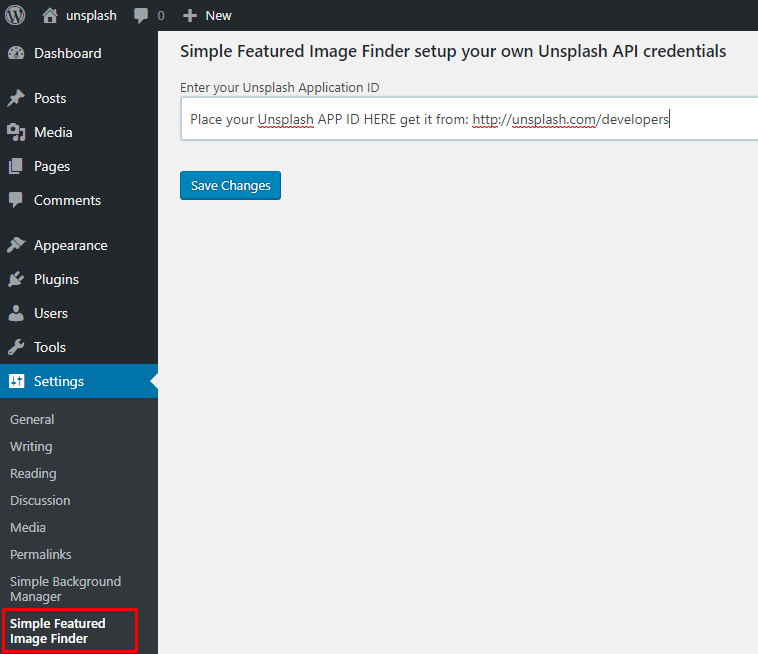 unsplash 0 New
Dashboard
Posts
Media
Pages
Comments
Appearance
Plugins
Users
Tools
Settings
General
Writing
Reading
Discussion
Media
Permalinks
Simple Background
Manager
Simple Featured
Image Finder
Simple Featured Image Finder setup your own Unsplash API credentials
Enter your Unsplash Application ID
Place your Unsplash APP ID HERE get it from: http://unsplash.com/developers
Save Changes